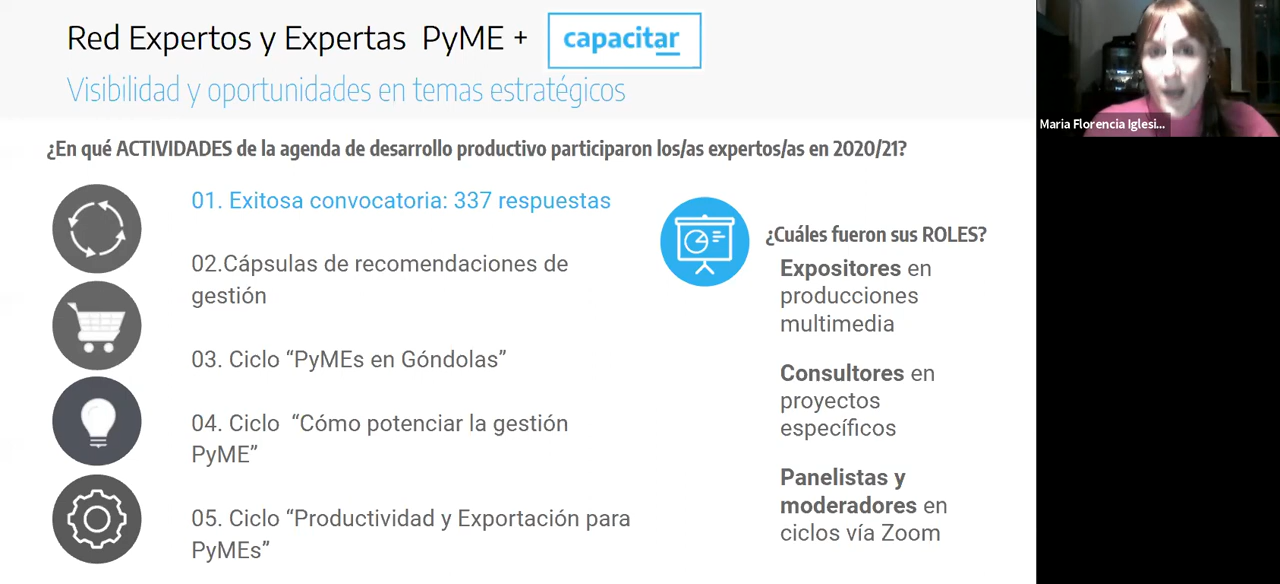 Red Expertos y Expertas PyME +
capacitar
Visibilidad y oportunidades en temas estratégicos
¿En qué ACTIVIDADES de la agenda de desarrollo productivo participaron los/as expertos/as en 2020/21?
01. Exitosa convocatoria: 337 respuestas
02.Cápsulas de recomendaciones de
gestión
03. Ciclo “PyMEs en Góndolas”
04. Ciclo “Cómo potenciar la gestión
PyME”
05. Ciclo “Productividad y Exportación para
PyMEs”
¿Cuáles fueron sus ROLES?
Expositores en
producciones
multimedia
Consultores en
proyectos
específicos
Panelistas y
moderadores en
ciclos vía Zoom
Maria Florencia Iglesi...